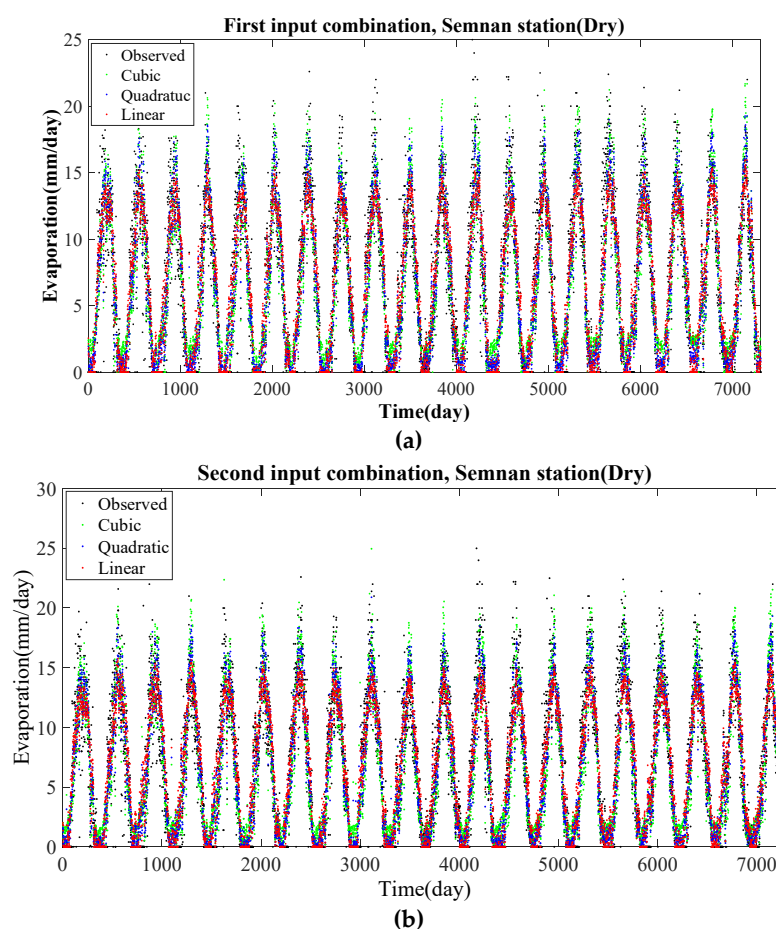 First input combination, Semnan station(Dry)
25
20
15
10
5
0
Evaporation(mm/day)
Observed
Cubic
Quadratuc
Linear
0 1000 2000 3000 4000 5000 6000 7000
Time(day)
(a)
Second input combination, Semnan station(Dry)
30
25
20
15
10
5
0
Evaporation(mm/day)
Observed
Cubic
Quadratic
Linear
0 1000 2000 3000 4000 5000 6000 7000
Time(day)
(b)